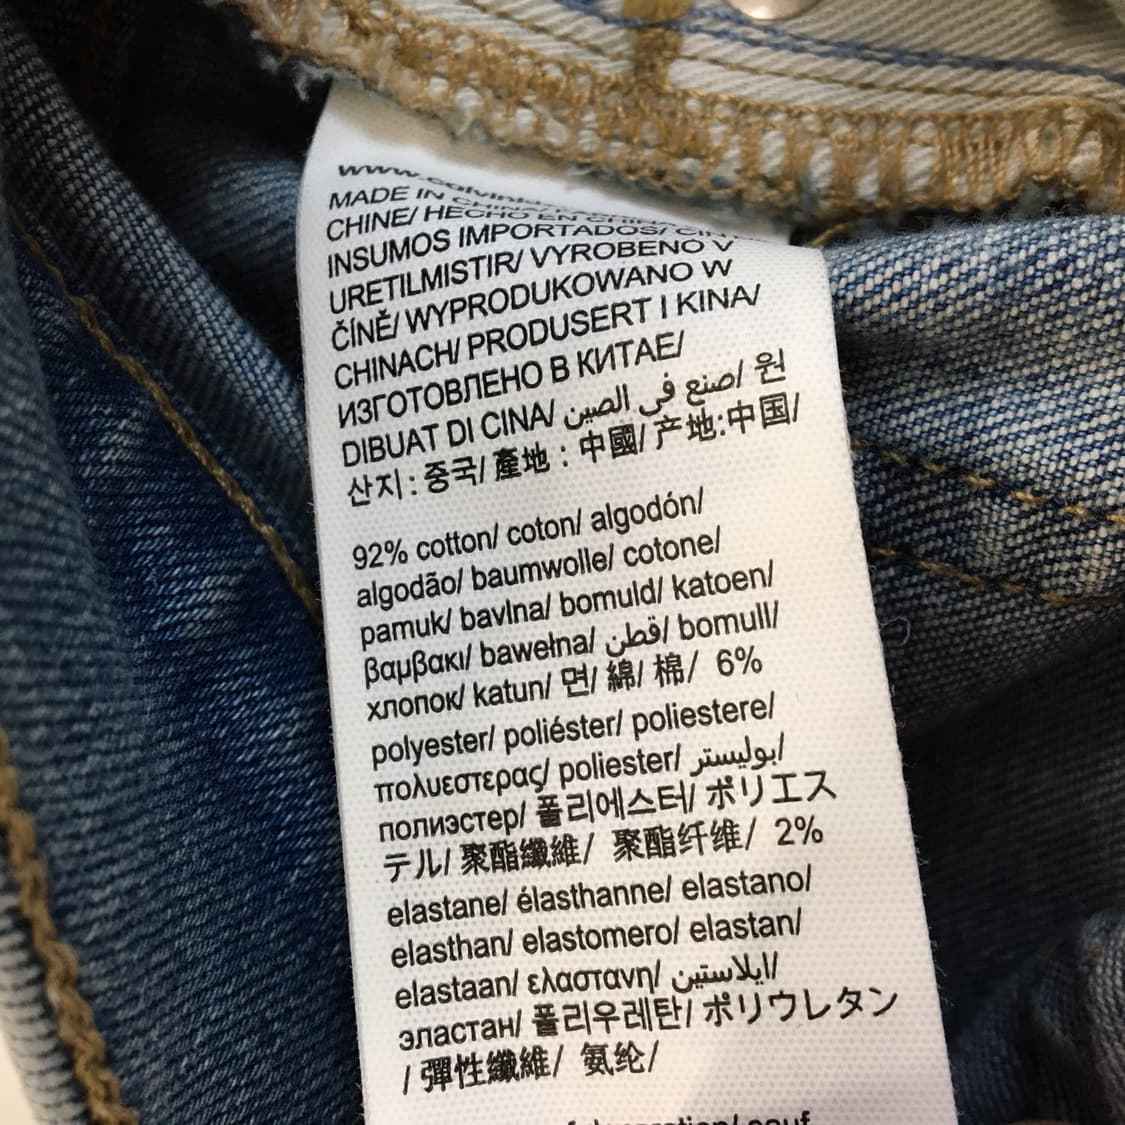 MADE IN CHINA/
CHINE/ HECHO EN CHINA
INSUMOS IMPORTADOS/
URETILMISTIR/ VYROBENO V
ČÍNĚ/ WYPRODUKOWANO W
CHINACH/ PRODUSERT I KINA/
ИЗГОТОВЛЕНО В КИТАЕ/
DIBUAT DI CINA/ صنع في الصين/ 원
산지 : 중국/ 產地 : 中國/ 产地:中国/
92% cotton/ coton/ algodón/
algodão/ baumwolle/ cotone/
pamuk/ bavlna/ bomuld/ katoen/
βαμβακι/ bawełna/ قطن/ bomull/
хлопок/ katun/ 면/ 綿/ 棉/ 6%
polyester/ poliéster/ poliestere/
πολυεστερας/ poliester/ ابوليستر/
полиэстер/ 폴리에스터/ ポリエス
テル/ 聚酯纖維/ 聚酯纤维/ 2%
elastane/ élasthanne/ elastano/
elasthan/ elastomero/ elastan/
elastaan/ ελαστανη/ ايلاستين/
эластан/ 폴리우레탄/ ポリウレタン
/ 彈性纖維/ 氨纶/